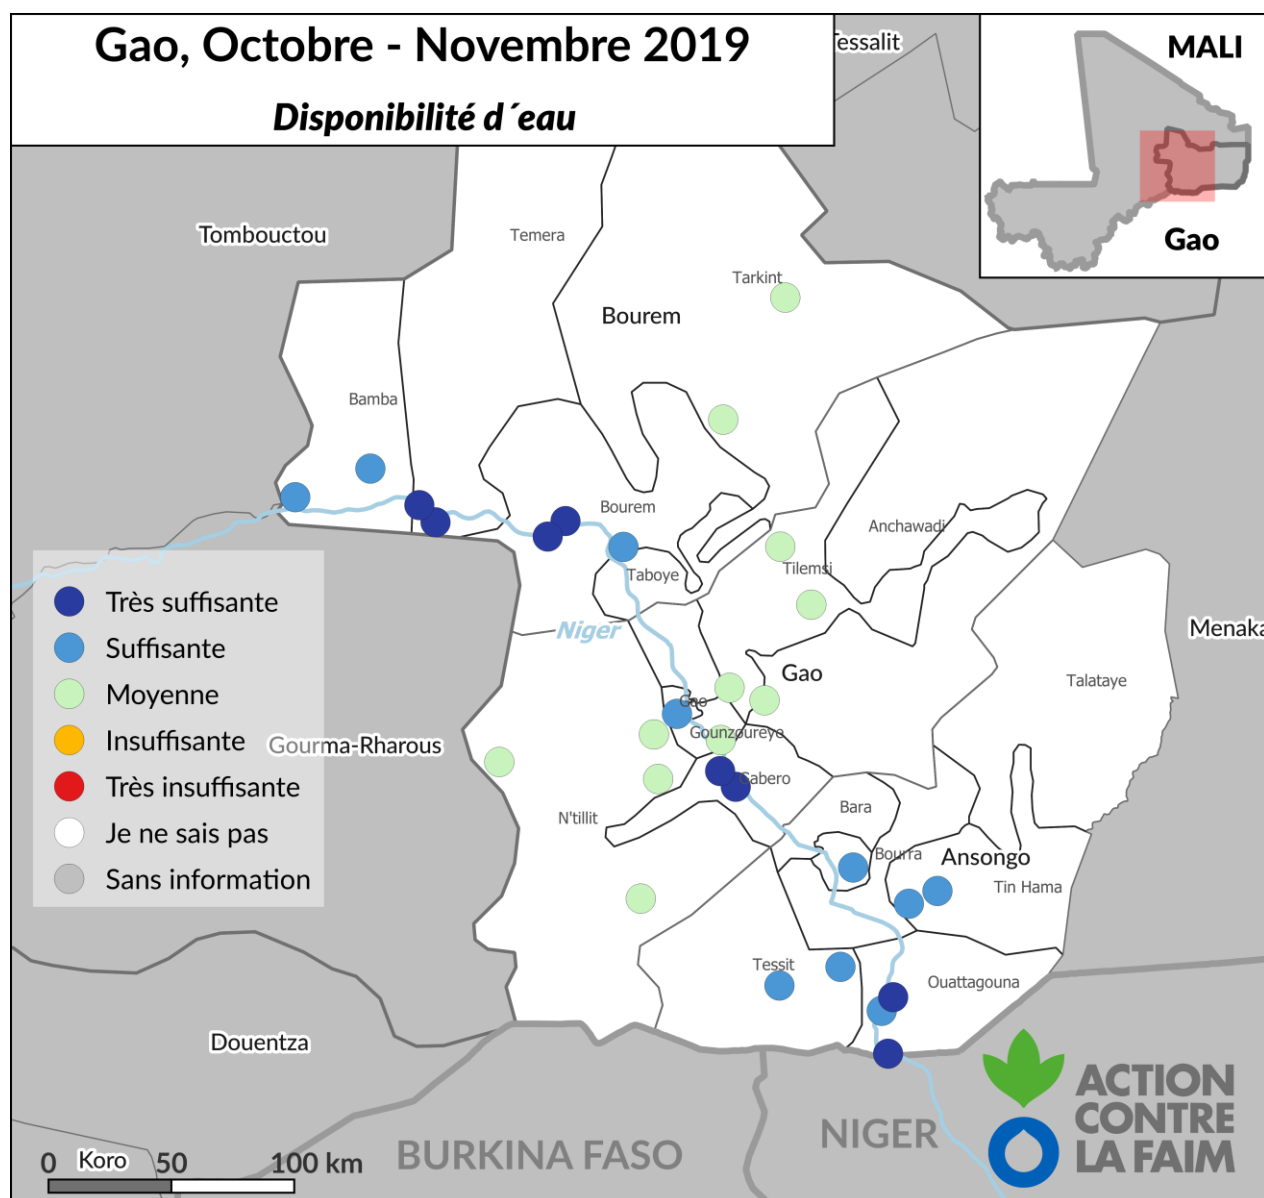 Gao, Octobre - Novembre 2019
Disponibilité d´eau
Tessalit
MALI
Gao
Tombouctou
Temera
Tarkint
Bourem
Bamba
Bourem
Anchawadi
Tilemsi
Taboye
Niger
Menaka
Talataye
Gao
Gao
Gounzoureye
Gabero
Gourma-Rharous
N'tillit
Bara
Bourra
Ansongo
Tin Hama
Tessit
Ouattagouna
Très suffisante
Suffisante
Moyenne
Insuffisante
Très insuffisante
Je ne sais pas
Sans information
Douentza
Koro
BURKINA FASO
NIGER
0 50 100 km
ACTION
CONTRE
LA FAIM